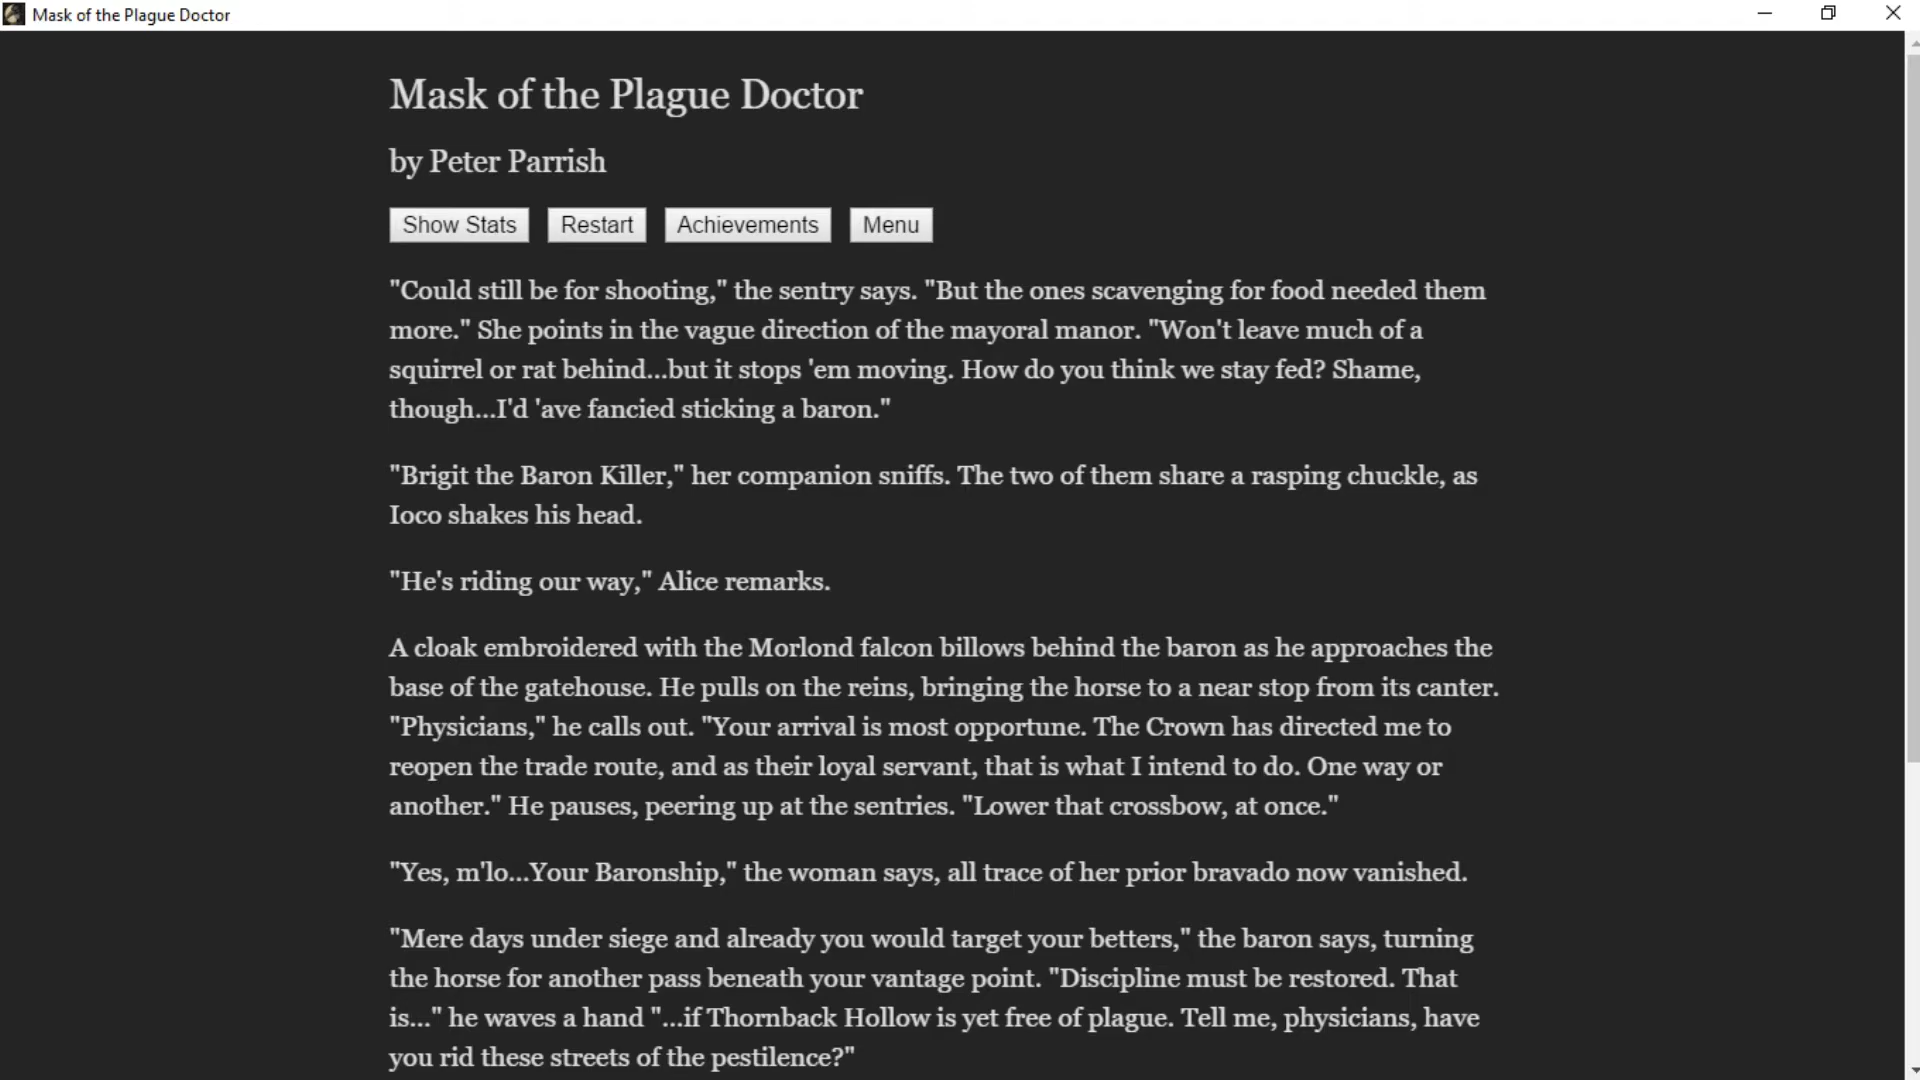 Mask of the Plague Doctor
Mask of the Plague Doctor
by Peter Parrish
Show Stats Restart Achievements Menu
"Could still be for shooting," the sentry says. "But the ones scavenging for food needed them
more." She points in the vague direction of the mayoral manor. "Won't leave much of a
squirrel or rat behind...but it stops 'em moving. How do you think we stay fed? Shame,
though...I'd 'ave fancied sticking a baron."
"Brigit the Baron Killer," her companion sniffs. The two of them share a rasping chuckle, as
Ioco shakes his head.
"He's riding our way," Alice remarks.
A cloak embroidered with the Morlond falcon billows behind the baron as he approaches the
base of the gatehouse. He pulls on the reins, bringing the horse to a near stop from its canter.
"Physicians," he calls out. "Your arrival is most opportune. The Crown has directed me to
reopen the trade route, and as their loyal servant, that is what I intend to do. One way or
another." He pauses, peering up at the sentries. "Lower that crossbow, at once."
"Yes, m'lo...Your Baronship," the woman says, all trace of her prior bravado now vanished.
"Mere days under siege and already you would target your betters," the baron says, turning
the horse for another pass beneath your vantage point. "Discipline must be restored. That
is..." he waves a hand "...if Thornback Hollow is yet free of plague. Tell me, physicians, have
you rid these streets of the pestilence?"